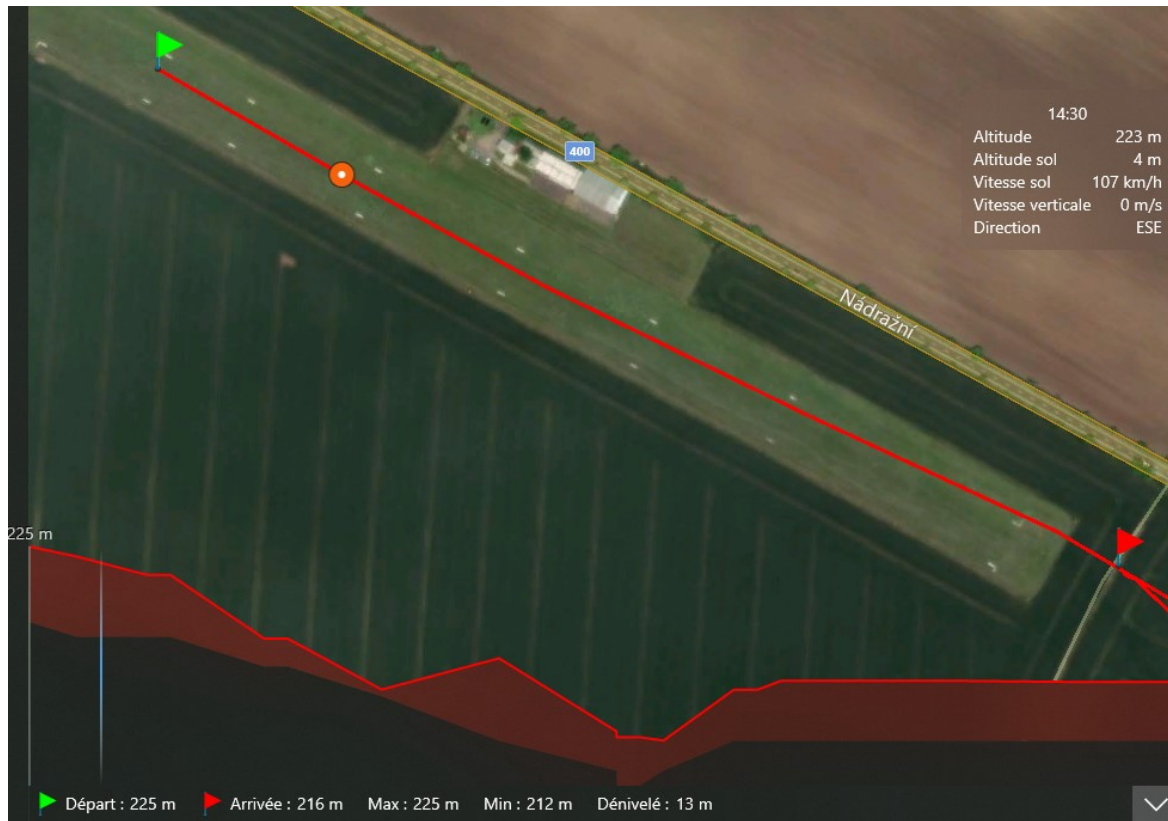 14:30
Altitude 223 m
Altitude sol 4 m
Vitesse sol 107 km/h
Vitesse verticale 0 m/s
Direction ESE
400
Nádražní
225 m
Départ : 225 m Arrivée : 216 m Max : 225 m Min : 212 m Dénivelé : 13 m